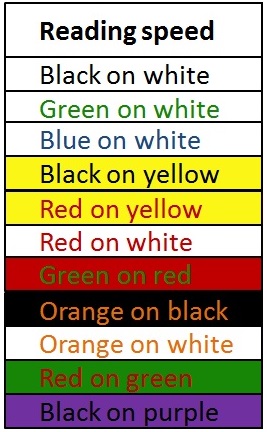 Reading speed
Black on white
Green on white
Blue on white
Black on yellow
Red on yellow
Red on white
Green on red
Orange on black
Orange on white
Red on green
Black on purple